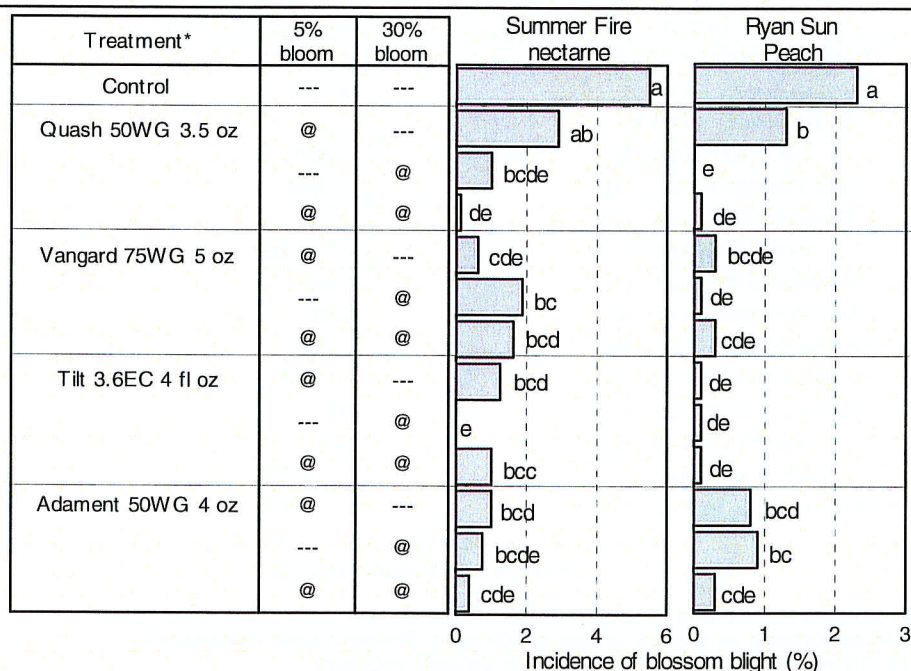 Treatment* 5% bloom 30% bloom Summer Fire nectarne Ryan Sun Peach
Control --- --- a a
Quash 50WG 3.5 oz @ --- ab b
--- @ bcde e
@ @ de de
Vangard 75WG 5 oz @ --- cde bcde
--- @ bc de
@ @ bcd cde
Tilt 3.6EC 4 fl oz @ --- bcd de
--- @ e de
@ @ bcc de
Adament 50WG 4 oz @ --- bcd bcd
--- @ bcde bc
@ @ cde cde
0 2 4 6 0 1 2 3
Incidence of blossom blight (%)